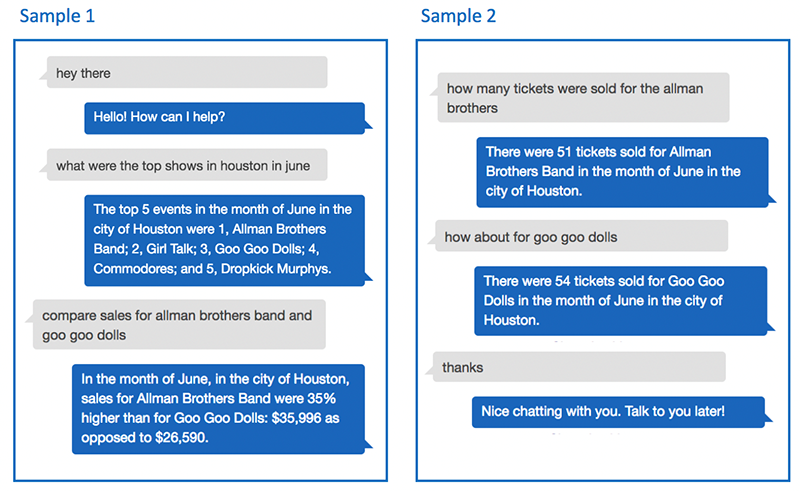 Sample 1
hey there
Hello! How can I help?
what were the top shows in houston in june
The top 5 events in the month of June in the
city of Houston were 1, Allman Brothers
Band; 2, Girl Talk; 3, Goo Goo Dolls; 4,
Commodores; and 5, Dropkick Murphys.
compare sales for allman brothers band and
goo goo dolls
In the month of June, in the city of Houston,
sales for Allman Brothers Band were 35%
higher than for Goo Goo Dolls: $35,996 as
opposed to $26,590.
Sample 2
how many tickets were sold for the allman
brothers
There were 51 tickets sold for Allman
Brothers Band in the month of June in the
city of Houston.
how about for goo goo dolls
There were 54 tickets sold for Goo Goo
Dolls in the month of June in the city of
Houston.
thanks
Nice chatting with you. Talk to you later!